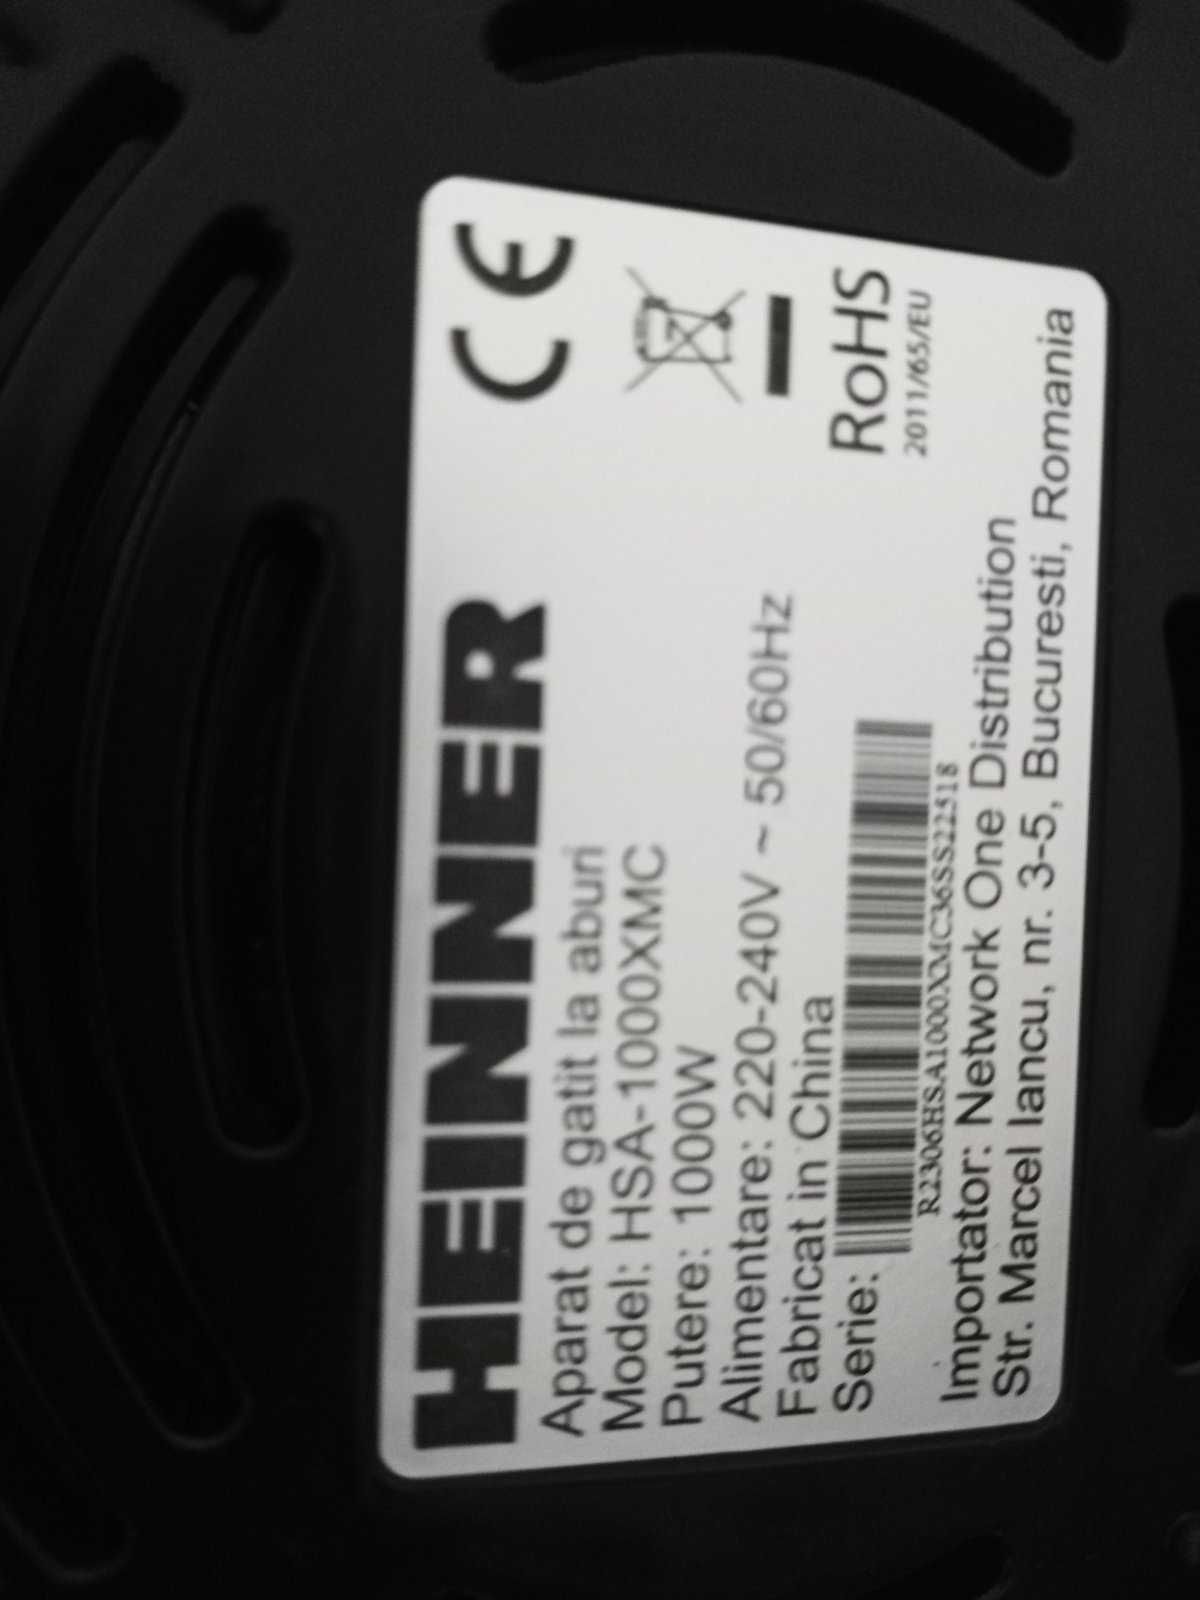 HEINNER
Aparat de gatit la aburi
Model: HSA-1000XMC
Putere: 1000W
Alimentare: 220-240V ~ 50/60Hz
Fabricat in China
Serie:
R2306HSA1000XMC36SS22518
Importator: Network One Distribution
Str. Marcel Iancu, nr. 3-5, Bucuresti, Romania
CE
RoHS
2011/65/EU